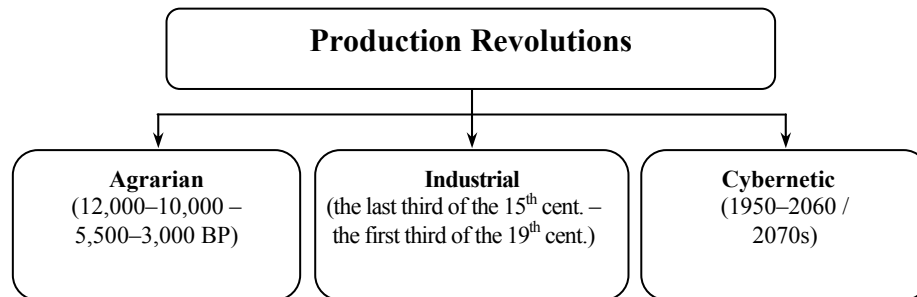 Production Revolutions
Agrarian
(12,000–10,000 –
5,500–3,000 BP)
Industrial
(the last third of the 15th cent. –
the first third of the 19th cent.)
Cybernetic
(1950–2060 /
2070s)